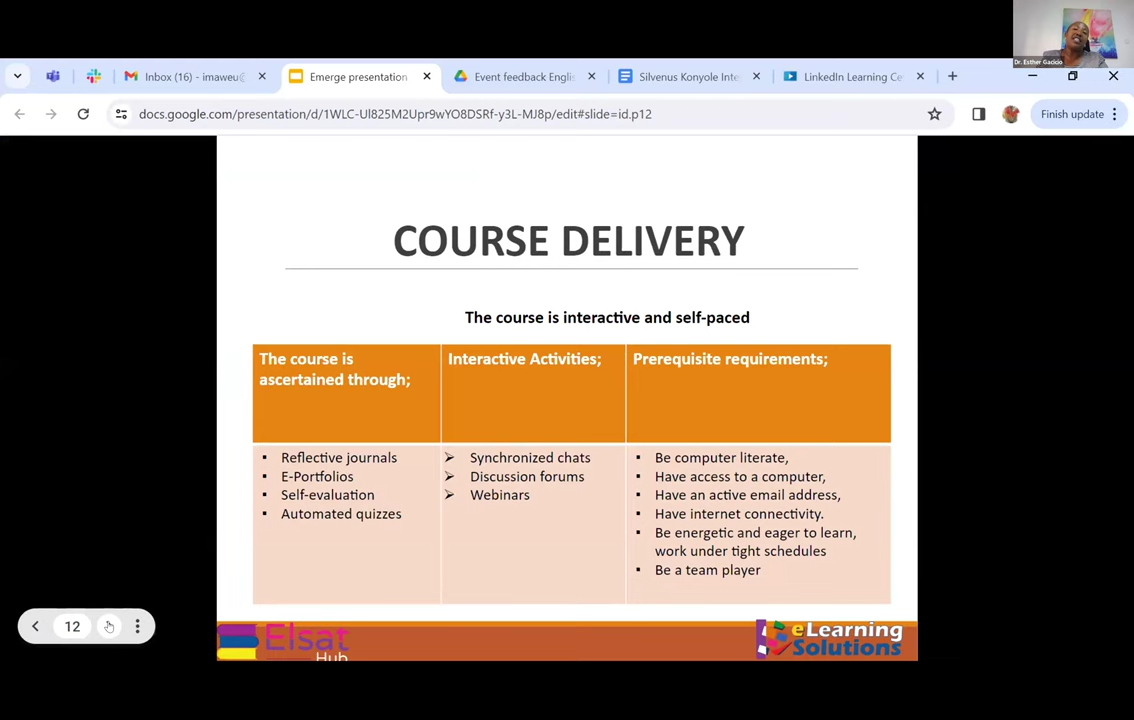 Dr. Esther Gacicio
Inbox (16) - imaweu@
Emerge presentation
Event feedback Englis
Silvenus Konyole Inte
LinkedIn Learning Ce
docs.google.com/presentation/d/1WLC-Ul825M2Upr9wYO8DSRf-y3L-MJ8p/edit#slide=id.p12
Finish update
COURSE DELIVERY
The course is interactive and self-paced
The course is
ascertained through;
Interactive Activities;
Prerequisite requirements;
Reflective journals
E-Portfolios
Self-evaluation
Automated quizzes
Synchronized chats
Discussion forums
Webinars
Be computer literate,
Have access to a computer,
Have an active email address,
Have internet connectivity.
Be energetic and eager to learn,
work under tight schedules
Be a team player
12
Elsat
Hub
eLearning
Solutions